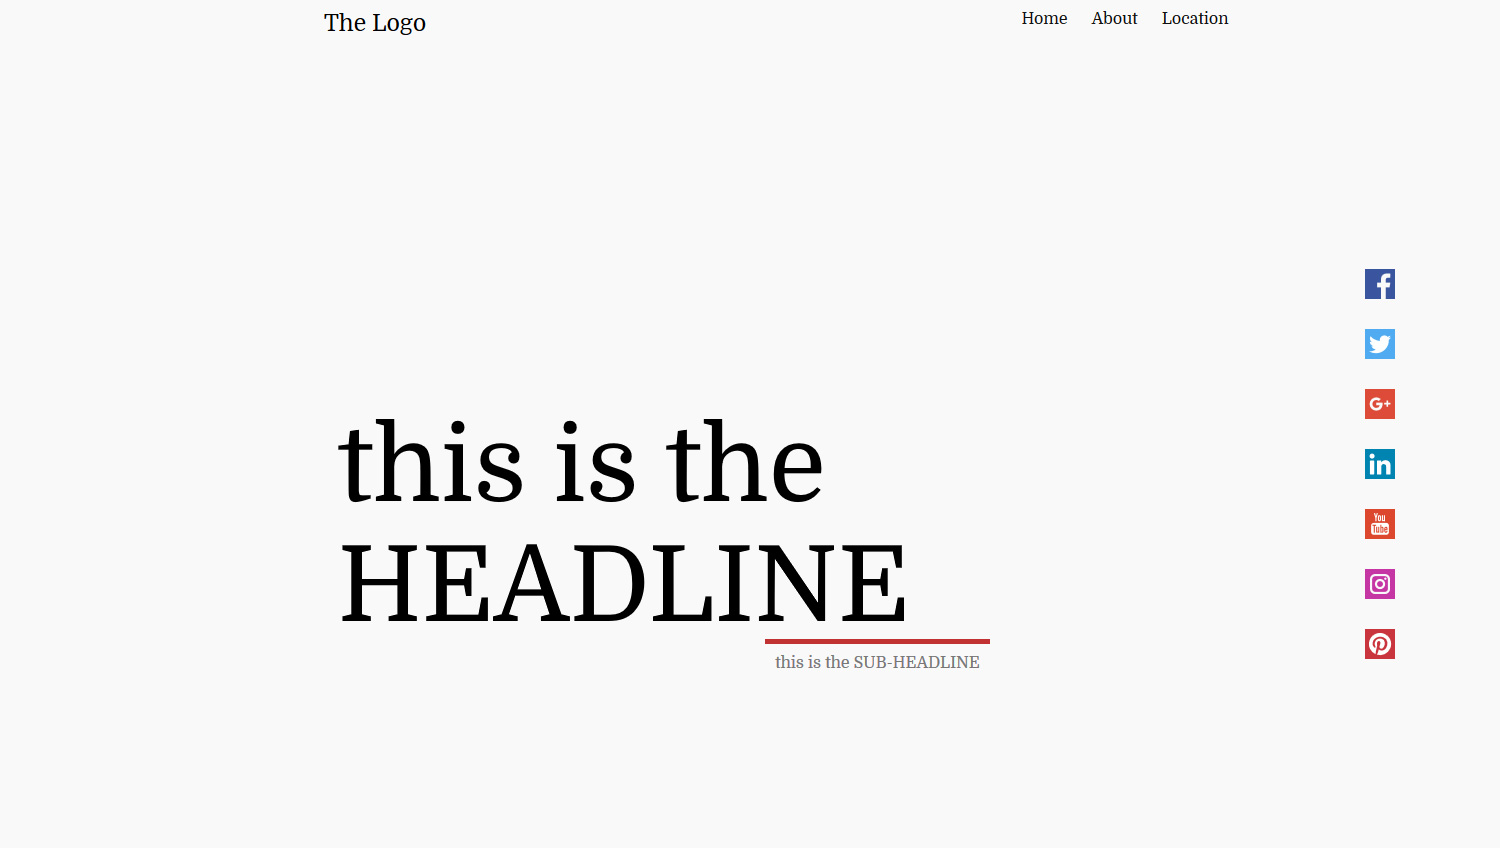 The Logo
Home About Location
this is the
HEADLINE
this is the SUB-HEADLINE
f
G+
in
You
Tube